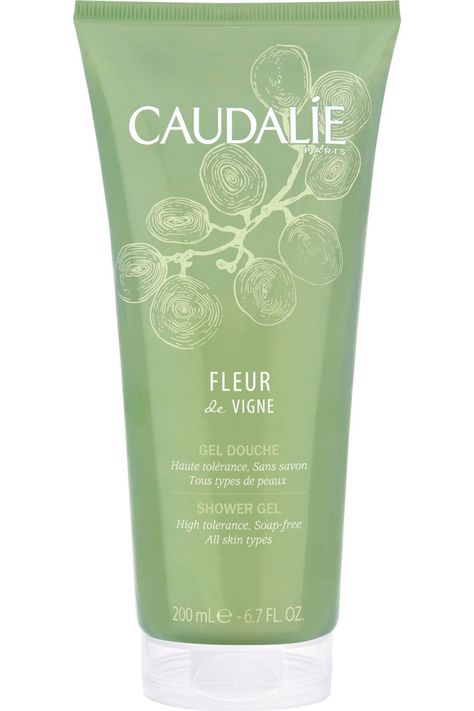 CAUDALÍE
PARIS
FLEUR
de VIGNE
GEL DOUCHE
Haute tolérance, Sans savon
Tous types de peaux
SHOWER GEL
High tolerance, Soap-free
All skin types
200 mL℮ - 6.7 FL. OZ.